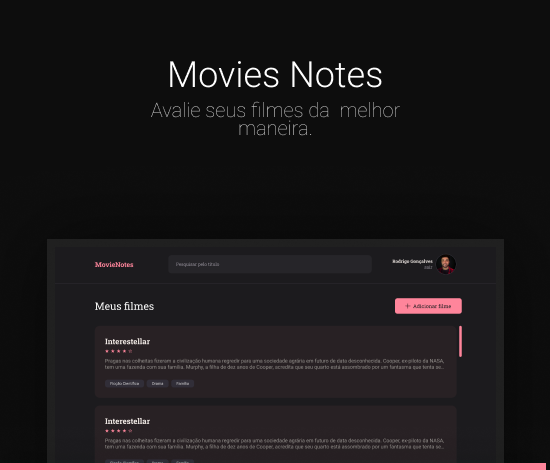 Movies Notes
Avalie seus filmes da melhor
maneira.
MovieNotes
Pesquisar pelo título
Rodrigo Gonçalves
sair
Meus filmes
+ Adicionar filme
Interestellar
★ ★ ★ ★ ☆
Pragas nas colheitas fizeram a civilização humana regredir para uma sociedade agrária em futuro de data desconhecida. Cooper, ex-piloto da NASA,
tem uma fazenda com sua família. Murphy, a filha de dez anos de Cooper, acredita que seu quarto está assombrado por um fantasma que tenta se...
Ficção Científica Drama Família
Interestellar
★ ★ ★ ★ ☆
Pragas nas colheitas fizeram a civilização humana regredir para uma sociedade agrária em futuro de data desconhecida. Cooper, ex-piloto da NASA,
tem uma fazenda com sua família. Murphy, a filha de dez anos de Cooper, acredita que seu quarto está assombrado por um fantasma que tenta se...